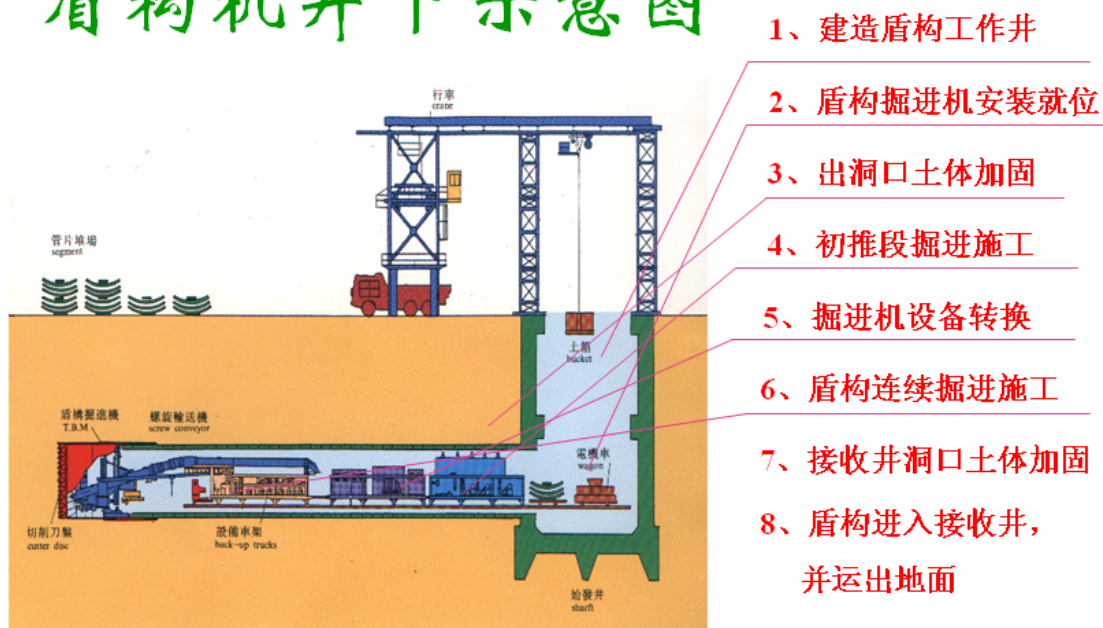 盾构机井下示意图
1、建造盾构工作井
2、盾构掘进机安装就位
3、出洞口土体加固
4、初推段掘进施工
5、掘进机设备转换
6、盾构连续掘进施工
7、接收井洞口土体加固
8、盾构进入接收井，
并运出地面
行車
crane
管片堆場
segment
土箱
bucket
盾構掘進機
T.B.M
螺旋輸送機
screw conveyor
電機車
wagon
切削刀盤
cutter disc
設備車架
back-up trucks
始發井
shaft